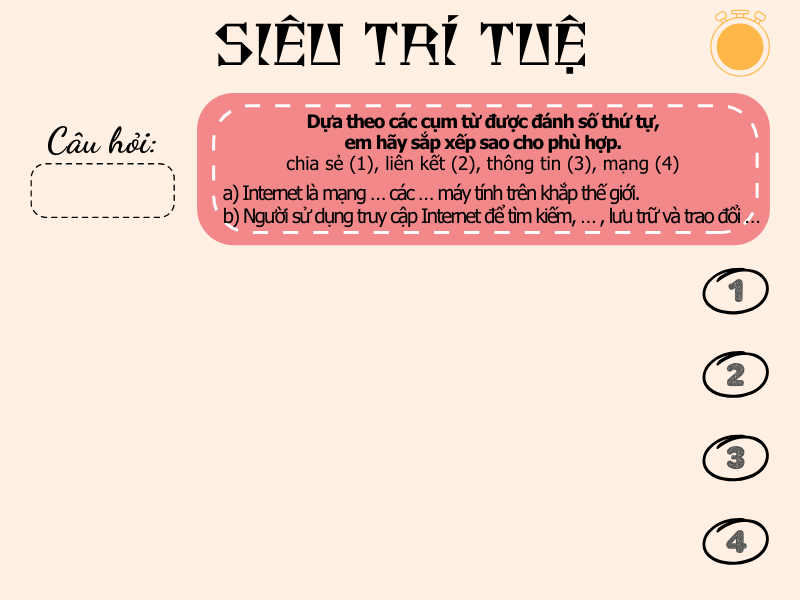 SIÊU TRÍ TUỆ
Câu hỏi:
Dựa theo các cụm từ được đánh số thứ tự,
em hãy sắp xếp sao cho phù hợp.
chia sẻ (1), liên kết (2), thông tin (3), mạng (4)
a) Internet là mạng ... các ... máy tính trên khắp thế giới.
b) Người sử dụng truy cập Internet để tìm kiếm, ... , lưu trữ và trao đổi ...
1
2
3
4